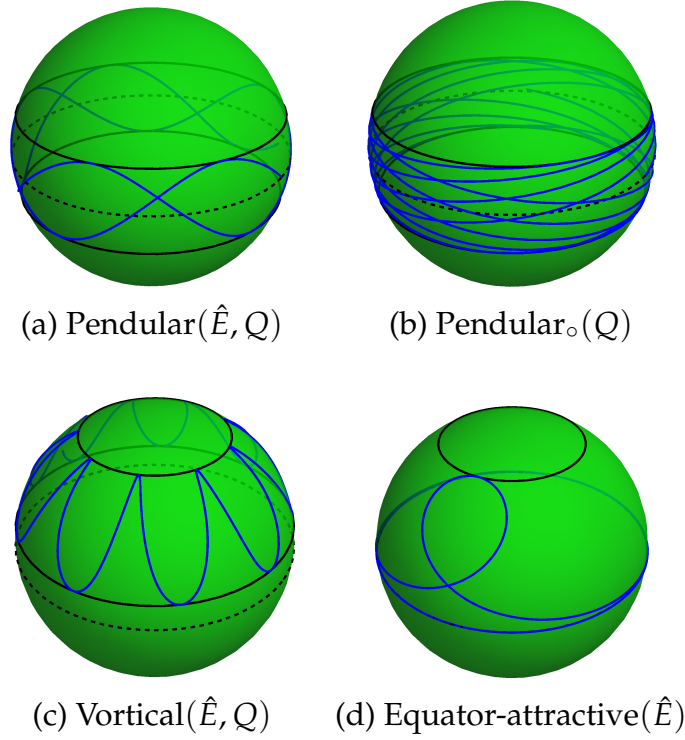 (a) Pendular(Ê, Q)
(b) Pendular∘(Q)
(c) Vortical(Ê, Q)
(d) Equator-attractive(Ê)